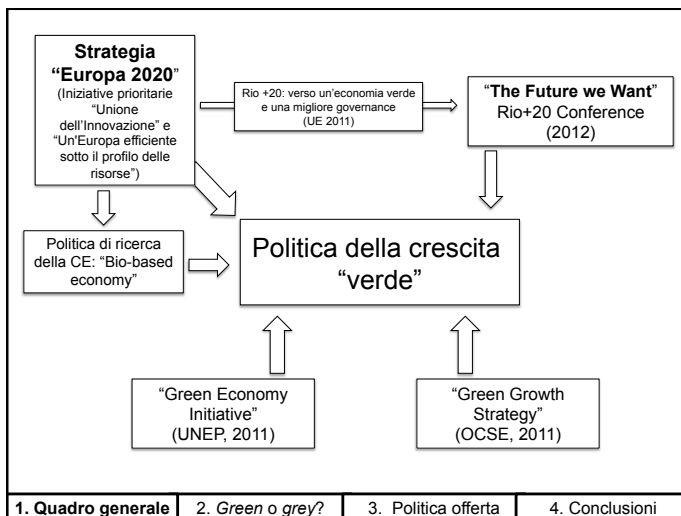 Strategia
“Europa 2020”
(Iniziative prioritarie
“Unione
dell’Innovazione” e
“Un'Europa efficiente
sotto il profilo delle
risorse”)
Rio +20: verso un’economia verde
e una migliore governance
(UE 2011)
“The Future we Want”
Rio+20 Conference
(2012)
Politica di ricerca
della CE: “Bio-based
economy”
Politica della crescita
“verde”
“Green Economy
Initiative”
(UNEP, 2011)
“Green Growth
Strategy”
(OCSE, 2011)
1. Quadro generale
2. Green o grey?
3. Politica offerta
4. Conclusioni